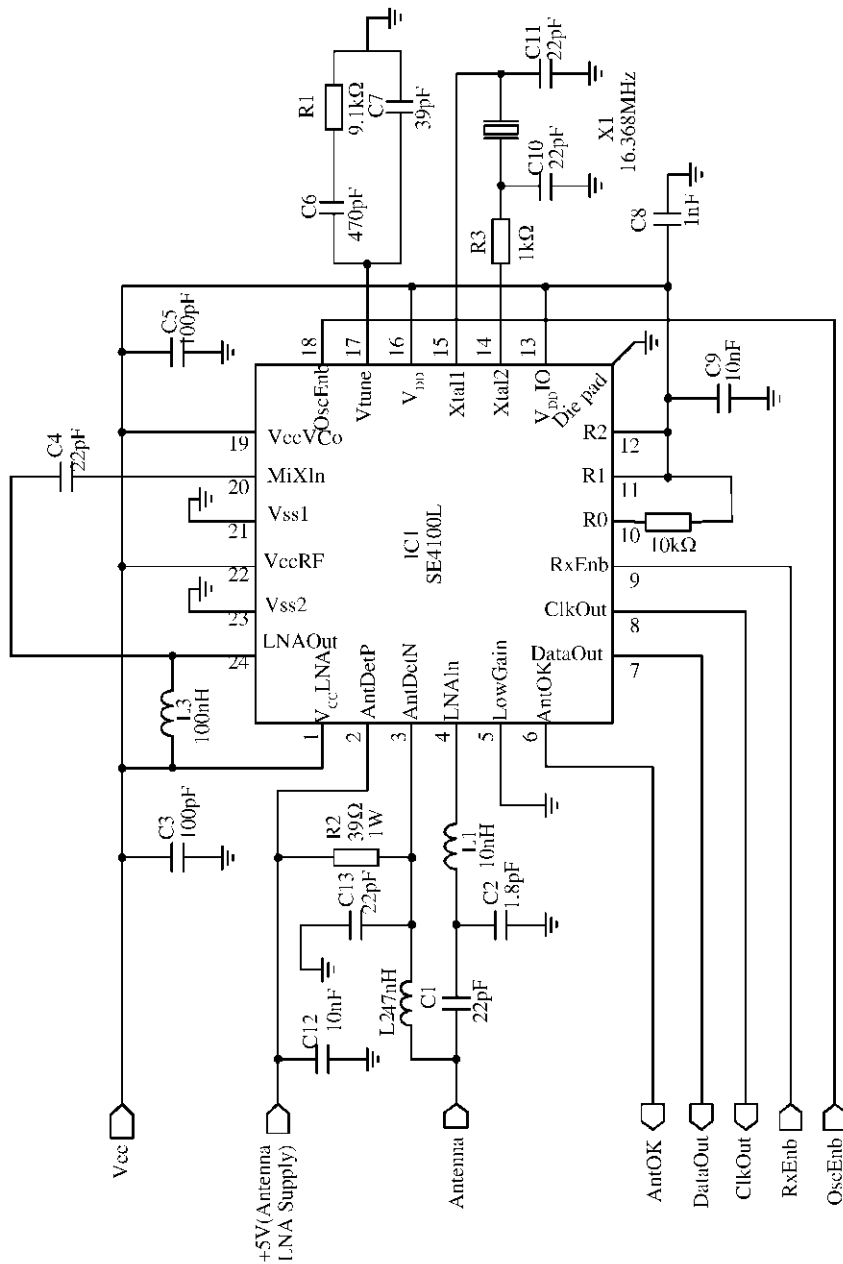 Vcc
+5V(Antenna
LNA Supply)
Antenna
AntOK
DataOut
ClkOut
RxEnb
OscEnb
C3
100pF
L3
100nH
C4
22pF
C5
100pF
C12
10nF
C13
22pF
R2
39Ω
1W
L247nH
C1
22pF
C2
1.8pF
L1
10nH
IC1
SE4100L
1
VCCLNA
2
AntDetP
3
AntDetN
4
LNAIn
5
LowGain
6
AntOK
7
DataOut
8
ClkOut
9
RxEnb
10
R0
11
R1
12
R2
13
VDDIO
14
Xtal2
15
Xtal1
16
VDD
17
Vtune
18
OscEnb
19
VccVCo
20
MiXIn
21
Vss1
22
VccRF
23
Vss2
24
LNAOut
Die pad
10kΩ
C9
10nF
C8
1nF
R3
1kΩ
C10
22pF
X1
16.368MHz
C11
22pF
C6
470pF
R1
9.1kΩ
C7
39pF